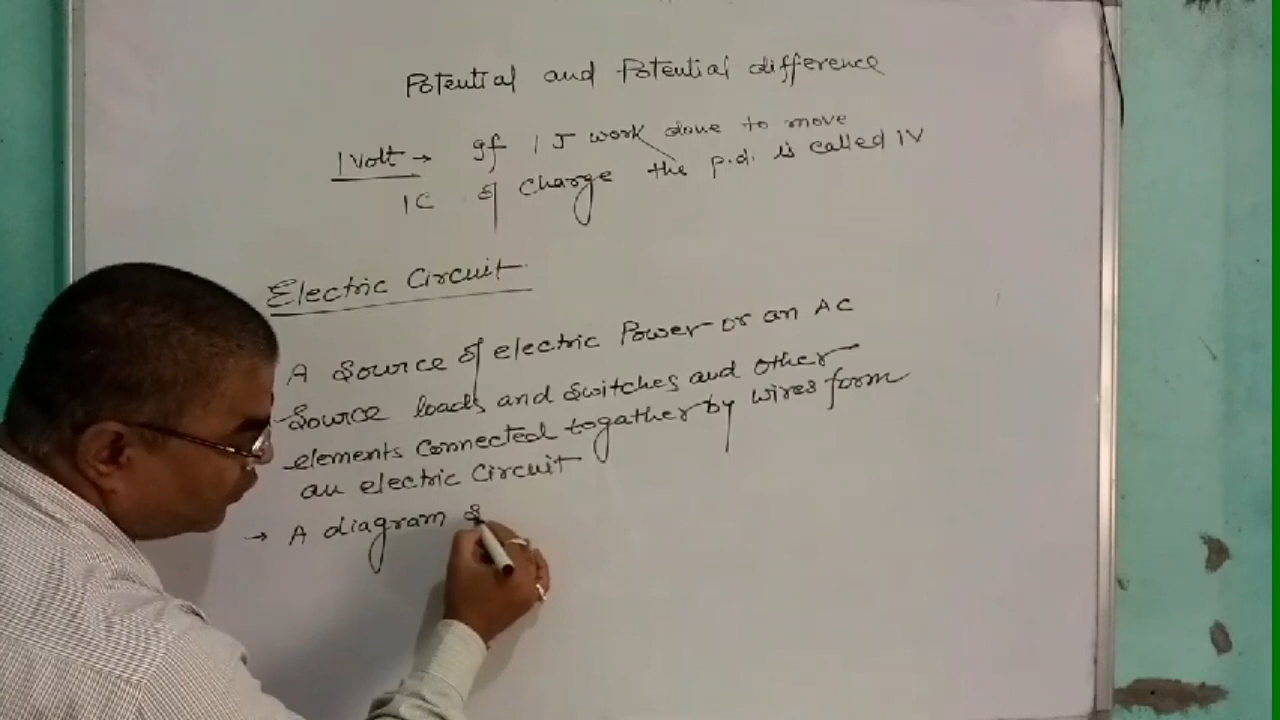 Potential and Potential difference
1 Volt → If 1 J work done to move
1C of Charge the p.d. is called 1V
Electric Circuit
A Source of electric Power or an AC
Source loads and switches and other
elements connected togather by wires form
an electric circuit
→ A diagram